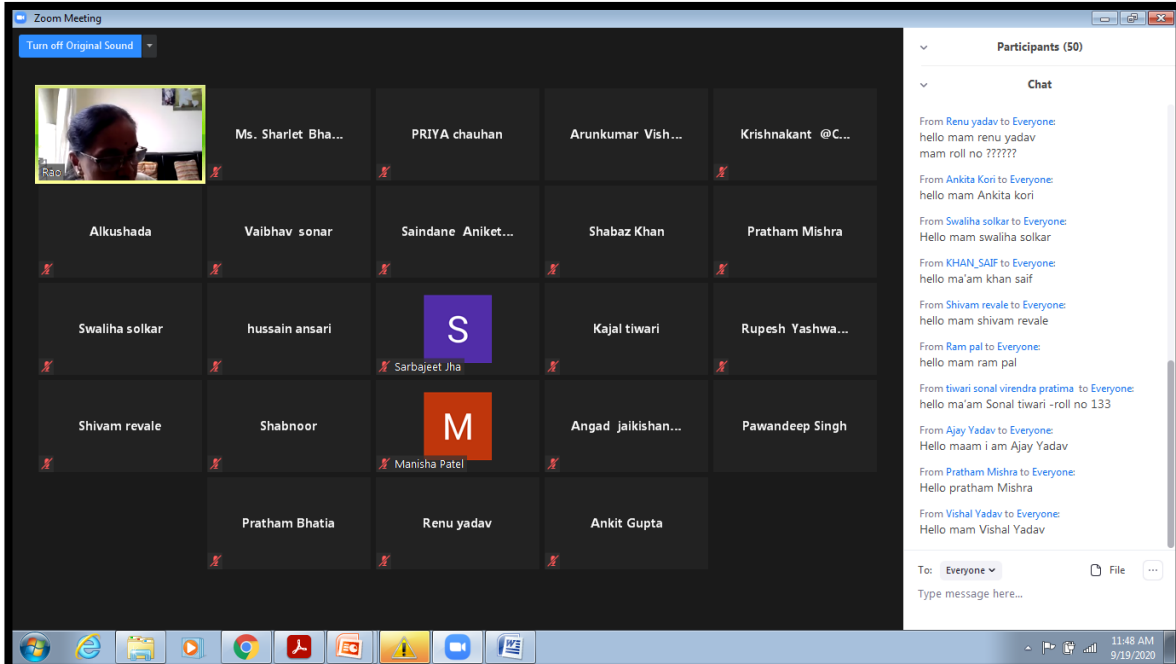 Zoom Meeting
Turn off Original Sound
Rao
Ms. Sharlet Bha...
PRIYA chauhan
Arunkumar Vish...
Krishnakant @C...
Alkushada
Vaibhav sonar
Saindane Aniket...
Shabaz Khan
Pratham Mishra
Swaliha solkar
hussain ansari
S
Sarbajeet Jha
Kajal tiwari
Rupesh Yashwa...
Shivam revale
Shabnoor
M
Manisha Patel
Angad jaikishan...
Pawandeep Singh
Pratham Bhatia
Renu yadav
Ankit Gupta
Participants (50)
Chat
From Renu yadav to Everyone:
hello mam renu yadav
mam roll no ??????
From Ankita Kori to Everyone:
hello mam Ankita kori
From Swaliha solkar to Everyone:
Hello mam swaliha solkar
From KHAN_SAIF to Everyone:
hello ma'am khan saif
From Shivam revale to Everyone:
hello mam shivam revale
From Ram pal to Everyone:
hello mam ram pal
From tiwari sonal virendra pratima to Everyone:
hello ma'am Sonal tiwari -roll no 133
From Ajay Yadav to Everyone:
Hello maam i am Ajay Yadav
From Pratham Mishra to Everyone:
Hello pratham Mishra
From Vishal Yadav to Everyone:
Hello mam Vishal Yadav
To: Everyone
File
...
Type message here...
11:48 AM
9/19/2020